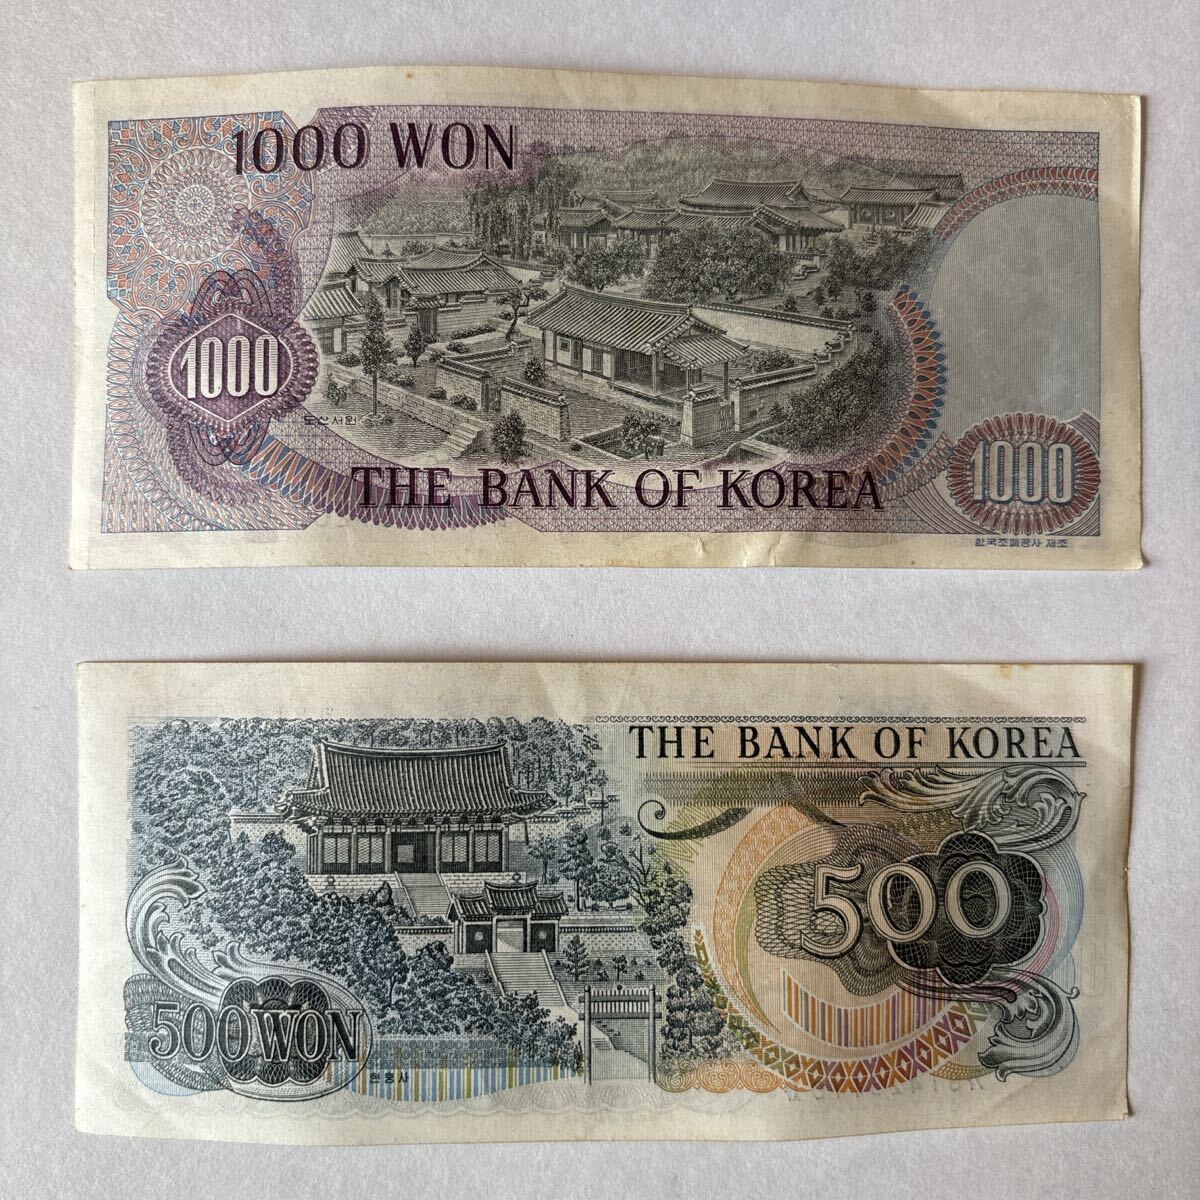 1000 WON
1000
도산서원
THE BANK OF KOREA
1000
한국조폐공사 제조
THE BANK OF KOREA
500
500 WON
현충사